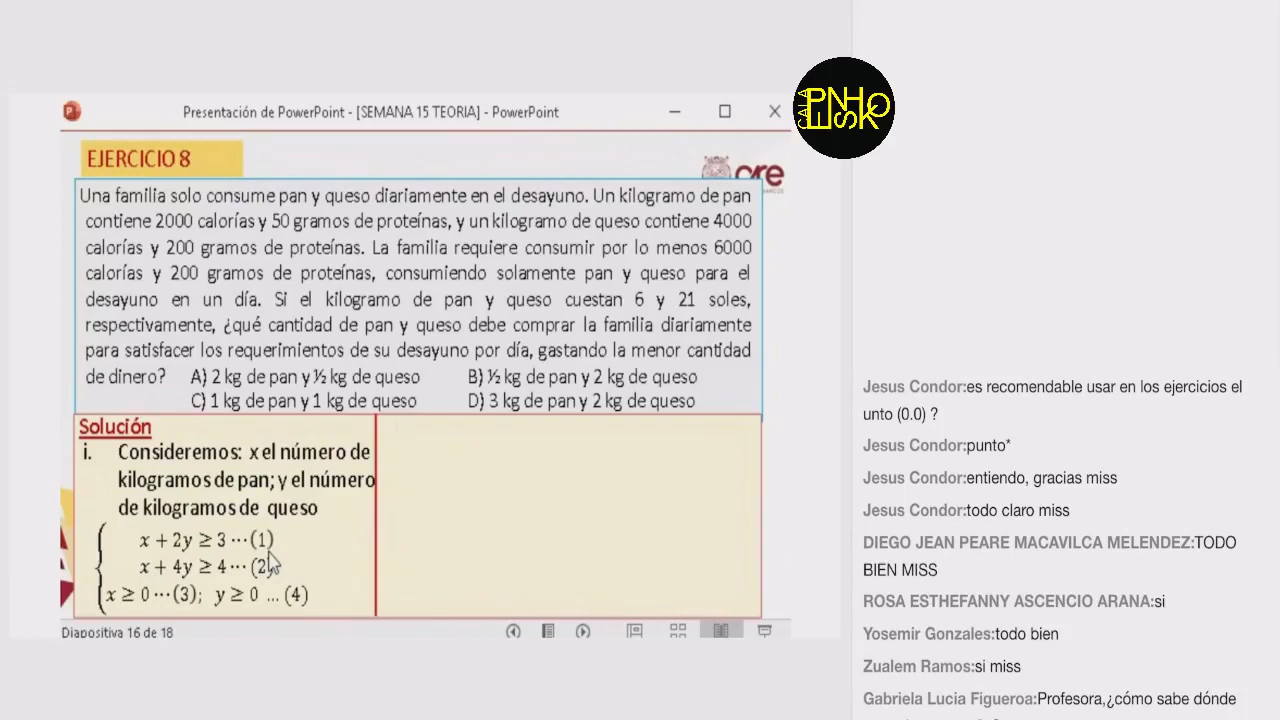 Presentación de PowerPoint - [SEMANA 15 TEORIA] - PowerPoint
CALA
PNHO
ESK
EJERCICIO 8
cre
Una familia solo consume pan y queso diariamente en el desayuno. Un kilogramo de pan
contiene 2000 calorías y 50 gramos de proteínas, y un kilogramo de queso contiene 4000
calorías y 200 gramos de proteínas. La familia requiere consumir por lo menos 6000
calorías y 200 gramos de proteínas, consumiendo solamente pan y queso para el
desayuno en un día. Si el kilogramo de pan y queso cuestan 6 y 21 soles,
respectivamente, ¿qué cantidad de pan y queso debe comprar la familia diariamente
para satisfacer los requerimientos de su desayuno por día, gastando la menor cantidad
de dinero? A) 2 kg de pan y ½ kg de queso B) ½ kg de pan y 2 kg de queso
C) 1 kg de pan y 1 kg de queso D) 3 kg de pan y 2 kg de queso
Solución
i. Consideremos: x el número de
kilogramos de pan; y el número
de kilogramos de queso
x + 2y ≥ 3 ⋯ (1)
x + 4y ≥ 4 ⋯ (2)
x ≥ 0 ⋯ (3); y ≥ 0 … (4)
Diapositiva 16 de 18
Jesus Condor:es recomendable usar en los ejercicios el
unto (0.0) ?
Jesus Condor:punto*
Jesus Condor:entiendo, gracias miss
Jesus Condor:todo claro miss
DIEGO JEAN PEARE MACAVILCA MELENDEZ:TODO
BIEN MISS
ROSA ESTHEFANNY ASCENCIO ARANA:si
Yosemir Gonzales:todo bien
Zualem Ramos:si miss
Gabriela Lucia Figueroa:Profesora,¿cómo sabe dónde